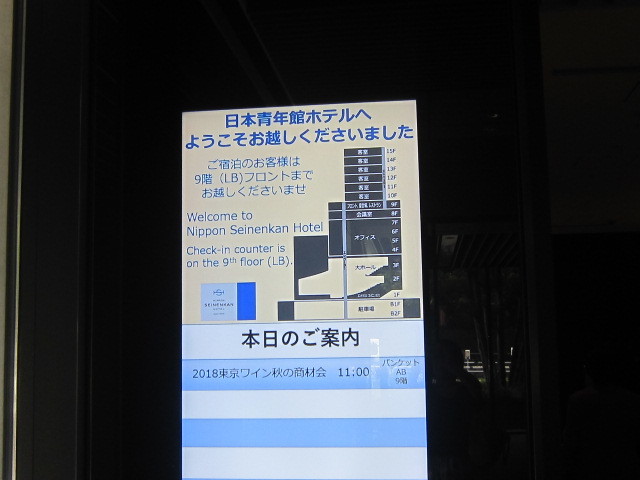 日本青年館ホテルへ
ようこそお越しくださいました
ご宿泊のお客様は
9階 (LB)フロントまで
お越しくださいませ
Welcome to
Nippon Seinenkan Hotel
Check-in counter is
on the 9th floor (LB).
SEINENKAN
客室 15F
客室 14F
客室 13F
客室 12F
客室 11F
客室 10F
9F
会議室 8F
7F
オフィス 6F
5F
4F
大ホール 3F
2F
1F
駐車場 B1F
B2F
本日のご案内
2018東京ワイン秋の商材会 11:00 バンケット
AB
9階